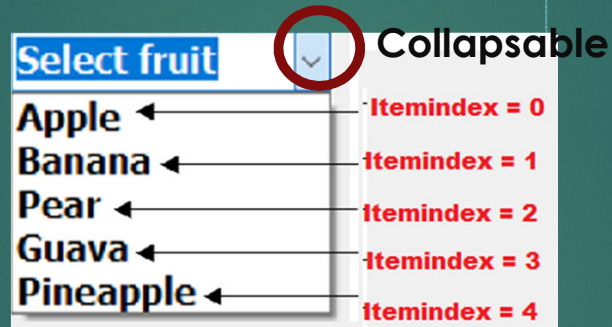 Select fruit Collapsable
Apple Itemindex = 0
Banana Itemindex = 1
Pear Itemindex = 2
Guava Itemindex = 3
Pineapple Itemindex = 4